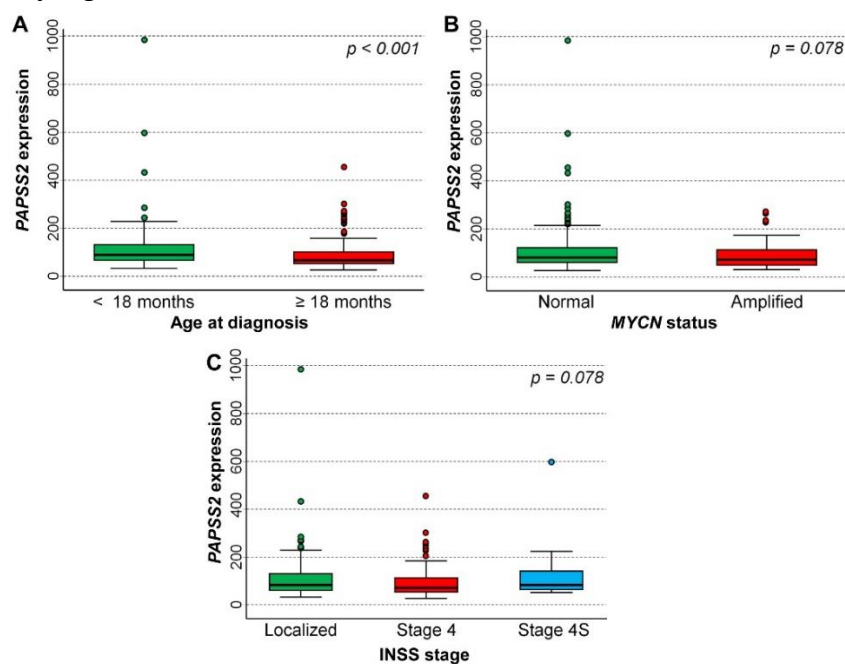 A
p < 0.001
PAPSS2 expression
1000
800
600
400
200
0
< 18 months
≥ 18 months
Age at diagnosis
B
p = 0.078
PAPSS2 expression
1000
800
600
400
200
0
Normal
Amplified
MYCN status
C
p = 0.078
PAPSS2 expression
1000
800
600
400
200
0
Localized
Stage 4
Stage 4S
INSS stage